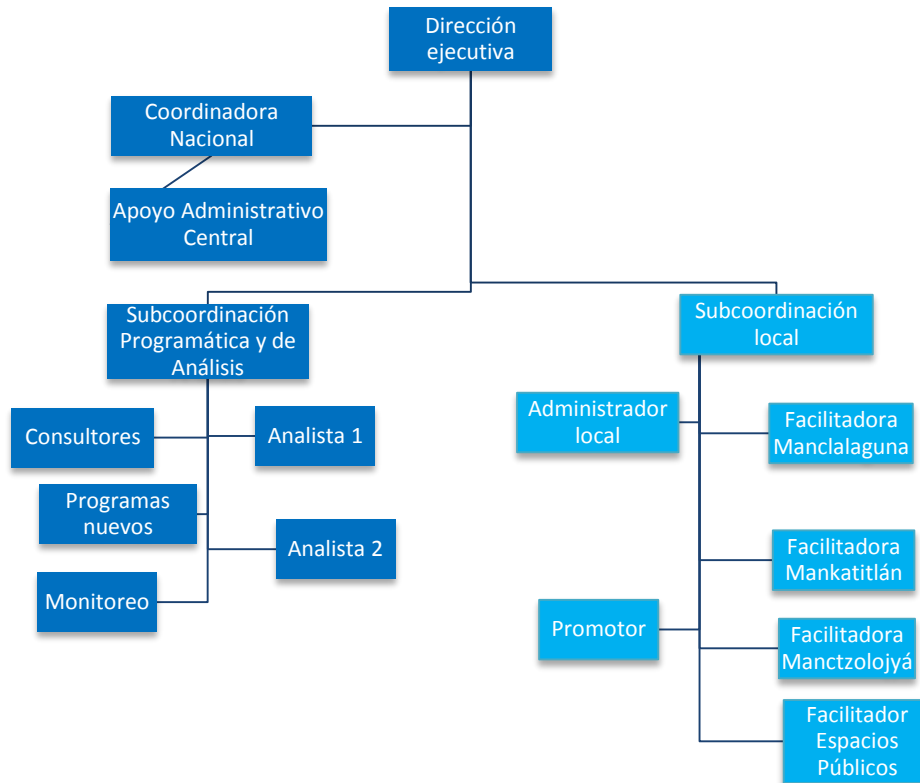 Dirección
ejecutiva
Coordinadora
Nacional
Apoyo Administrativo
Central
Subcoordinación
Programática y de
Análisis
Consultores
Analista 1
Programas
nuevos
Analista 2
Monitoreo
Subcoordinación
local
Administrador
local
Facilitadora
Manclalaguna
Facilitadora
Mankatitlán
Promotor
Facilitadora
Manctzolojyá
Facilitador
Espacios
Públicos